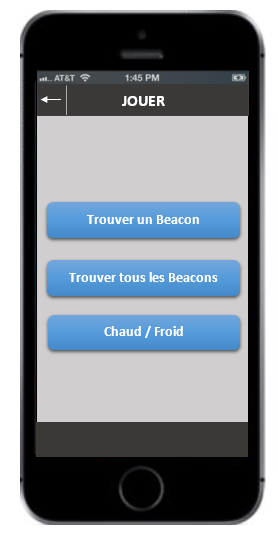 AT&T 1:45 PM
JOUER
Trouver un Beacon
Trouver tous les Beacons
Chaud / Froid